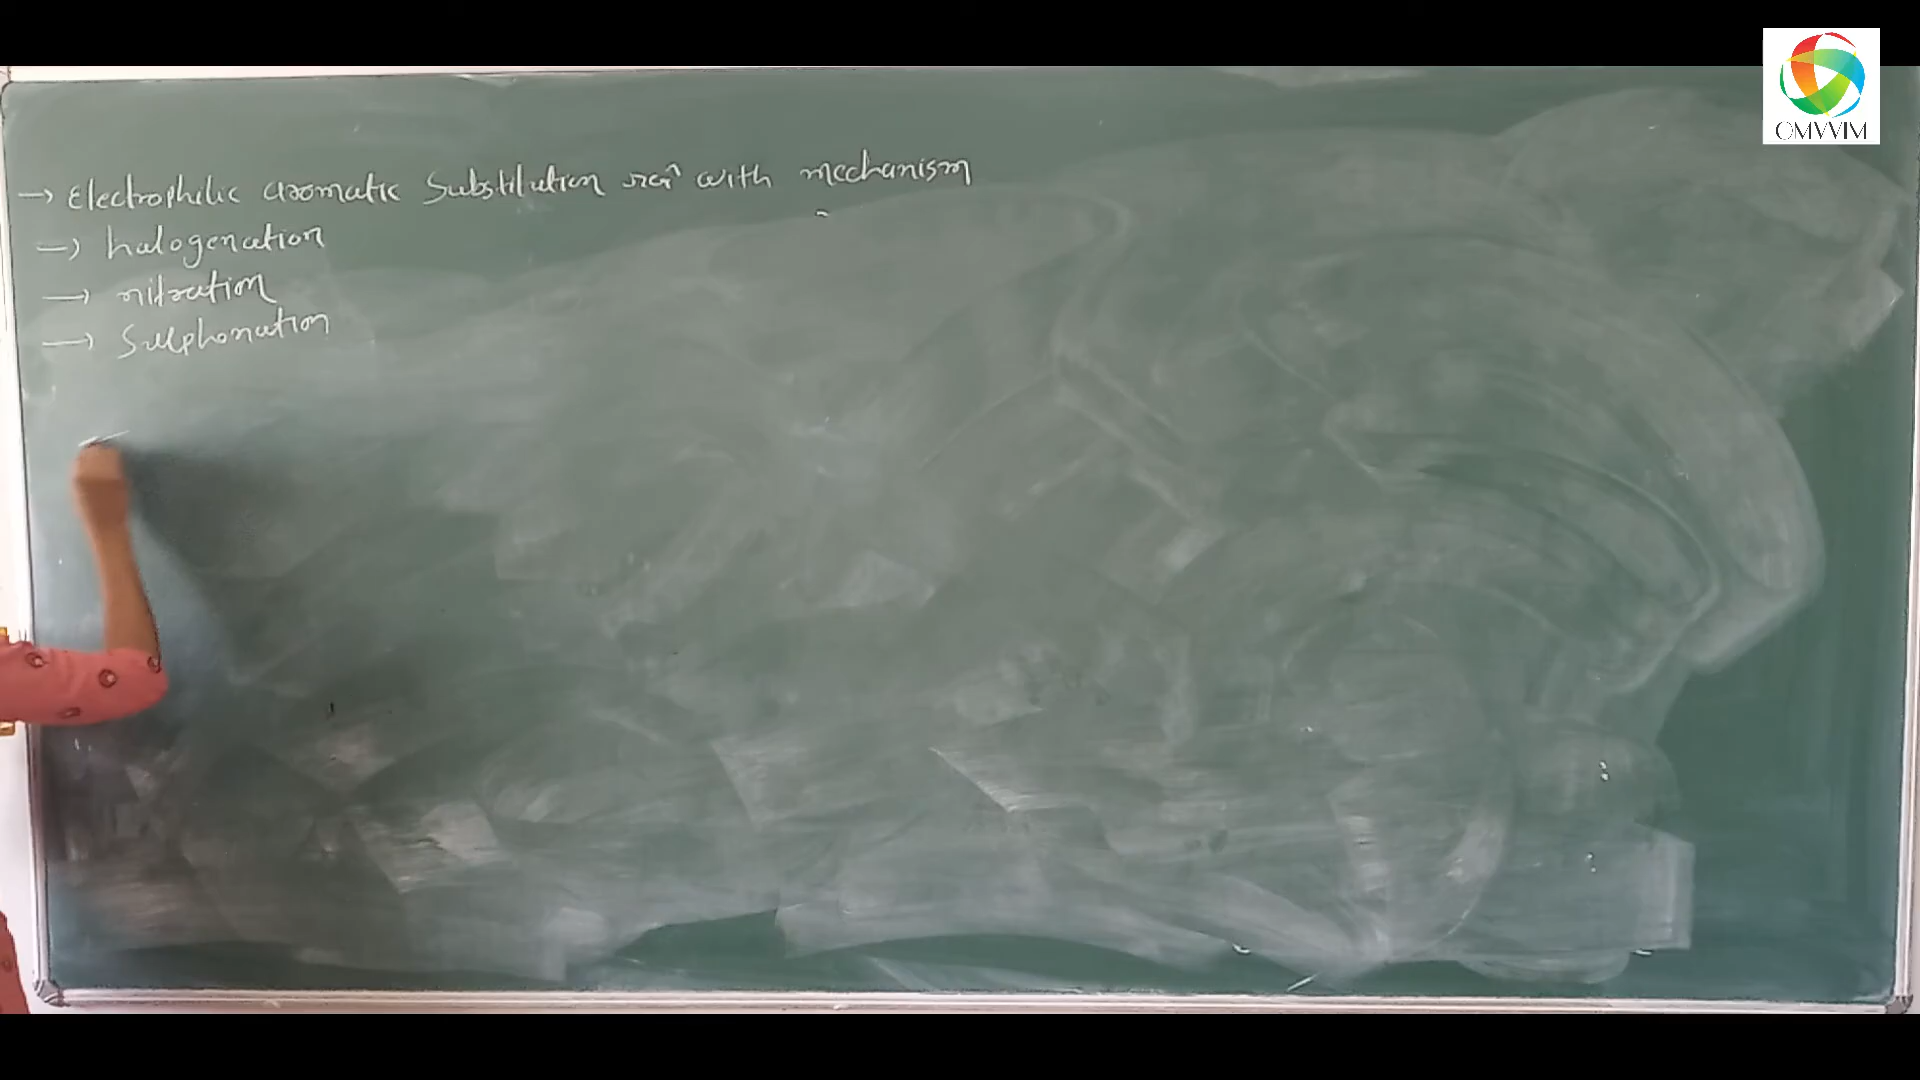 → Electrophilic aromatic Substitution rxn with mechanism
→ halogenation
→ nitration
→ Sulphonation
OMVVIM